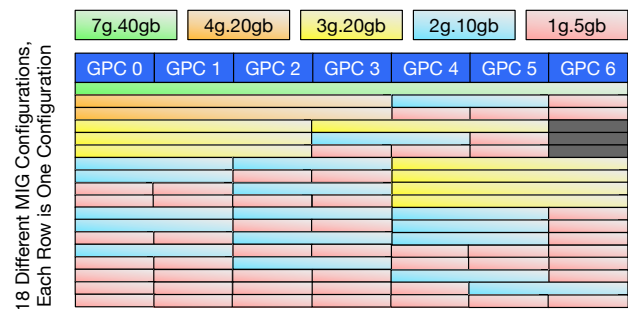 7g.40gb 4g.20gb 3g.20gb 2g.10gb 1g.5gb
GPC 0 GPC 1 GPC 2 GPC 3 GPC 4 GPC 5 GPC 6
18 Different MIG Configurations,
Each Row is One Configuration